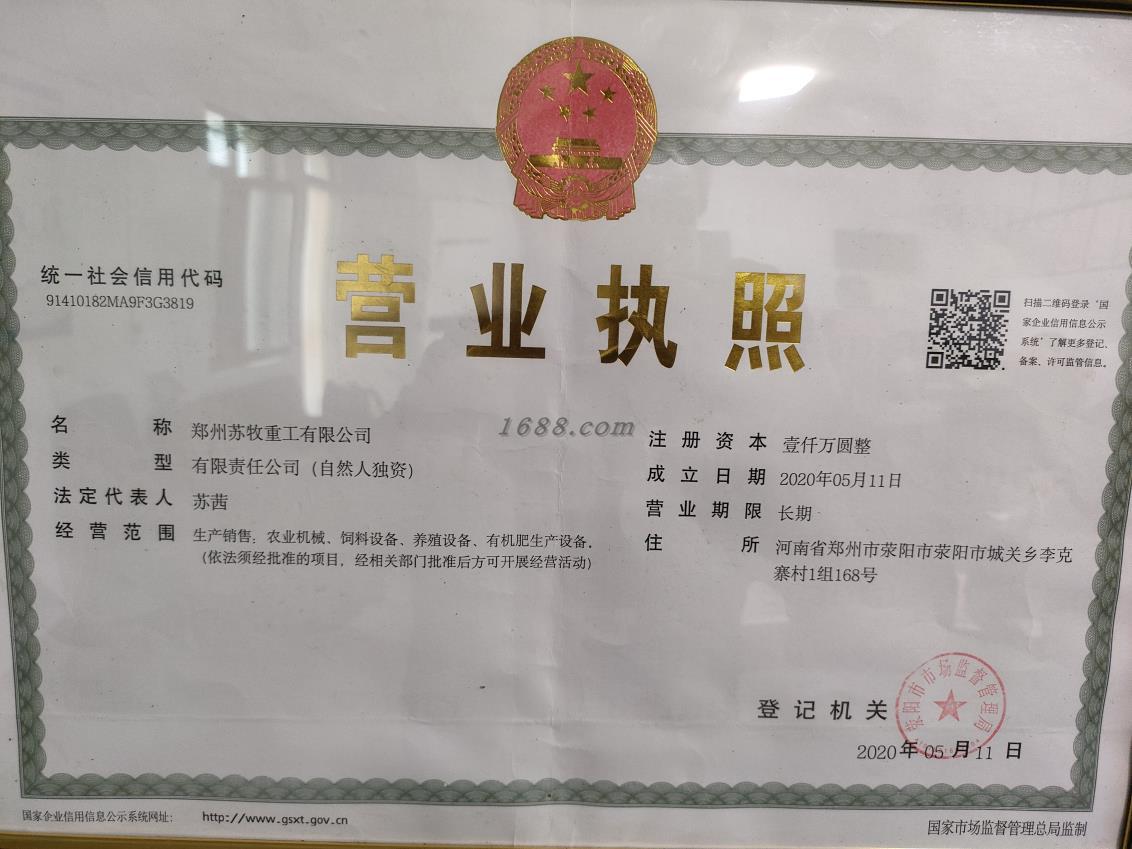 统一社会信用代码
91410182MA9F3G3819
营业执照
扫描二维码登录‘国
家企业信用信息公示
系统’了解更多登记、
备案、许可监管信息。
1688.com
名称 郑州苏牧重工有限公司
类型 有限责任公司（自然人独资）
法定代表人 苏茜
经营范围 生产销售：农业机械、饲料设备、养殖设备、有机肥生产设备。
（依法须经批准的项目，经相关部门批准后方可开展经营活动）
注册资本 壹仟万圆整
成立日期 2020年05月11日
营业期限 长期
住所 河南省郑州市荥阳市荥阳市城关乡李克
寨村1组168号
登记机关
荥阳市市场监督管理局
2020年05月11日
国家企业信用信息公示系统网址： http://www.gsxt.gov.cn
国家市场监督管理总局监制